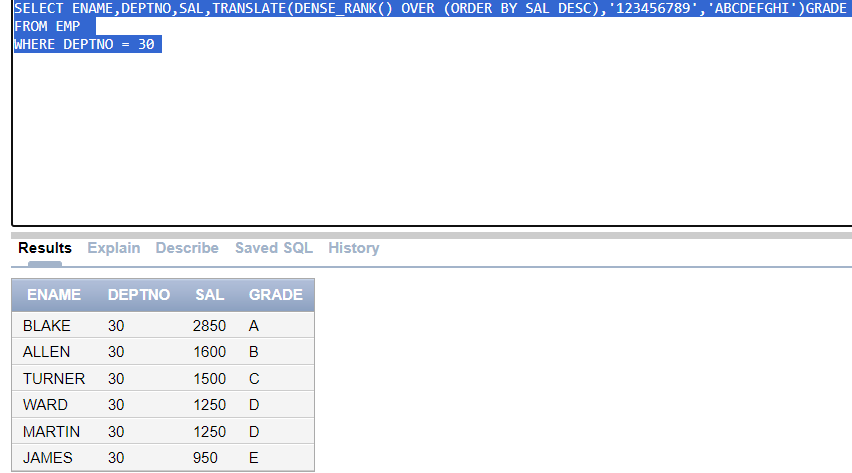 SELECT ENAME,DEPTNO,SAL,TRANSLATE(DENSE_RANK() OVER (ORDER BY SAL DESC),'123456789','ABCDEFGHI')GRADE
FROM EMP
WHERE DEPTNO = 30
Results Explain Describe Saved SQL History
ENAME DEPTNO SAL GRADE
BLAKE 30 2850 A
ALLEN 30 1600 B
TURNER 30 1500 C
WARD 30 1250 D
MARTIN 30 1250 D
JAMES 30 950 E